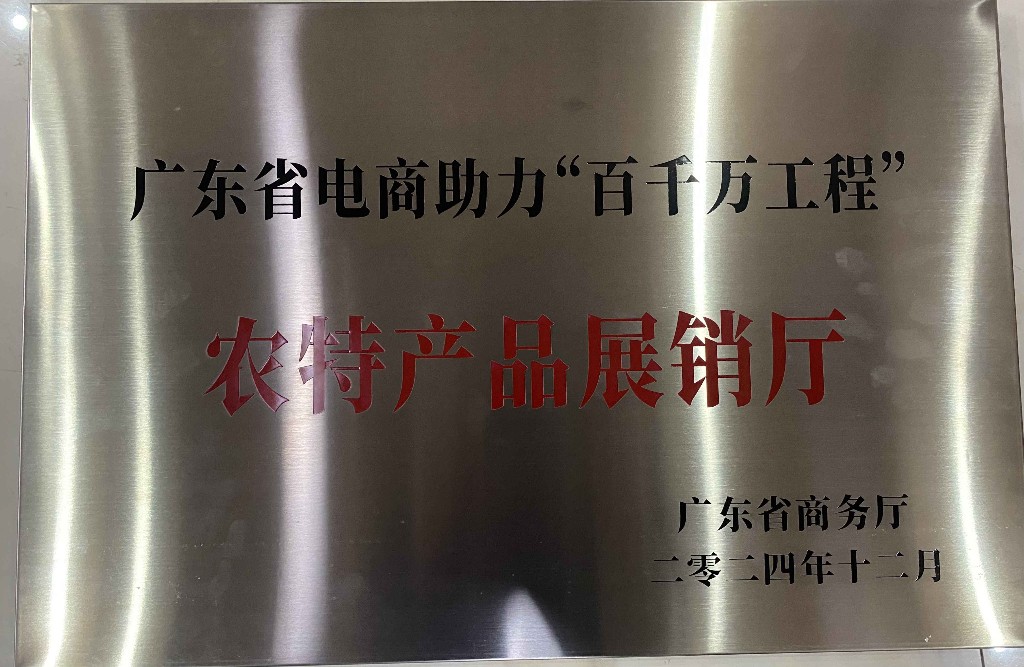 广东省电商助力“百千万工程”
农特产品展销厅
广东省商务厅
二零二四年十二月